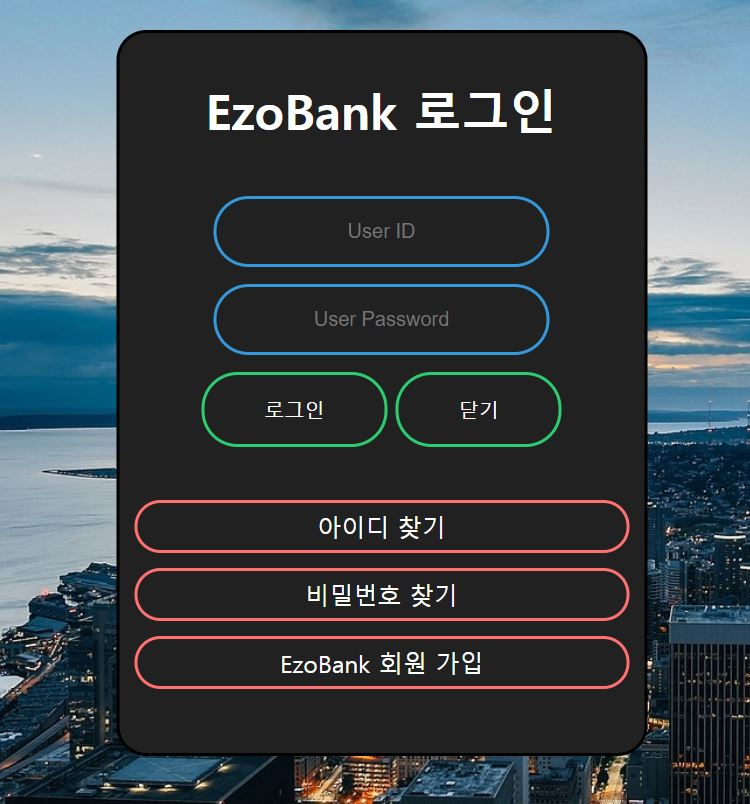 EzoBank 로그인
User ID
User Password
로그인 닫기
아이디 찾기
비밀번호 찾기
EzoBank 회원 가입